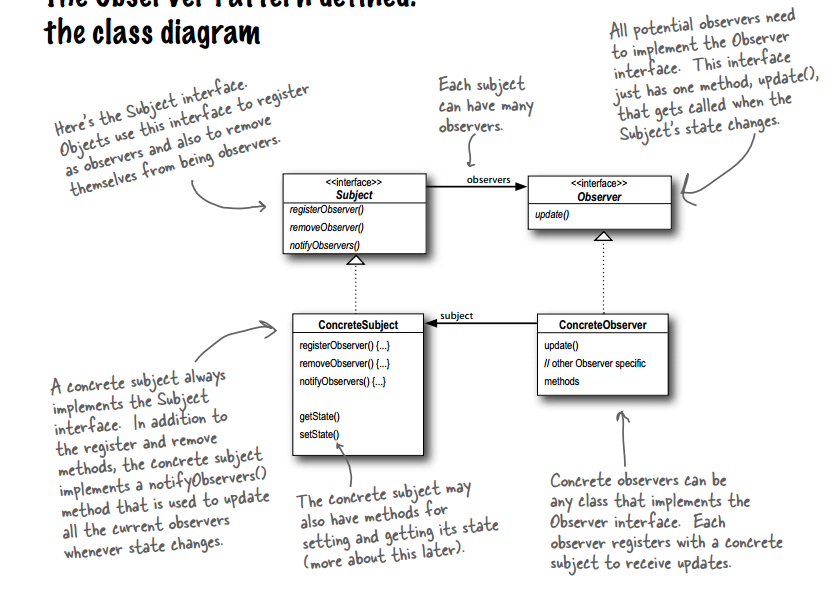 The Observer Pattern defined:
the class diagram
All potential observers need
to implement the Observer
interface. This interface
just has one method, update(),
that gets called when the
Subject's state changes.
Here's the Subject interface.
Objects use this interface to register
as observers and also to remove
themselves from being observers.
Each subject
can have many
observers.
<<interface>>
Subject
registerObserver()
removeObserver()
notifyObservers()
observers
<<interface>>
Observer
update()
ConcreteSubject
registerObserver() {...}
removeObserver() {...}
notifyObservers() {...}
getState()
setState()
subject
ConcreteObserver
update()
// other Observer specific
methods
A concrete subject always
implements the Subject
interface. In addition to
the register and remove
methods, the concrete subject
implements a notifyObservers()
method that is used to update
all the current observers
whenever state changes.
The concrete subject may
also have methods for
setting and getting its state
(more about this later).
Concrete observers can be
any class that implements the
Observer interface. Each
observer registers with a concrete
subject to receive updates.